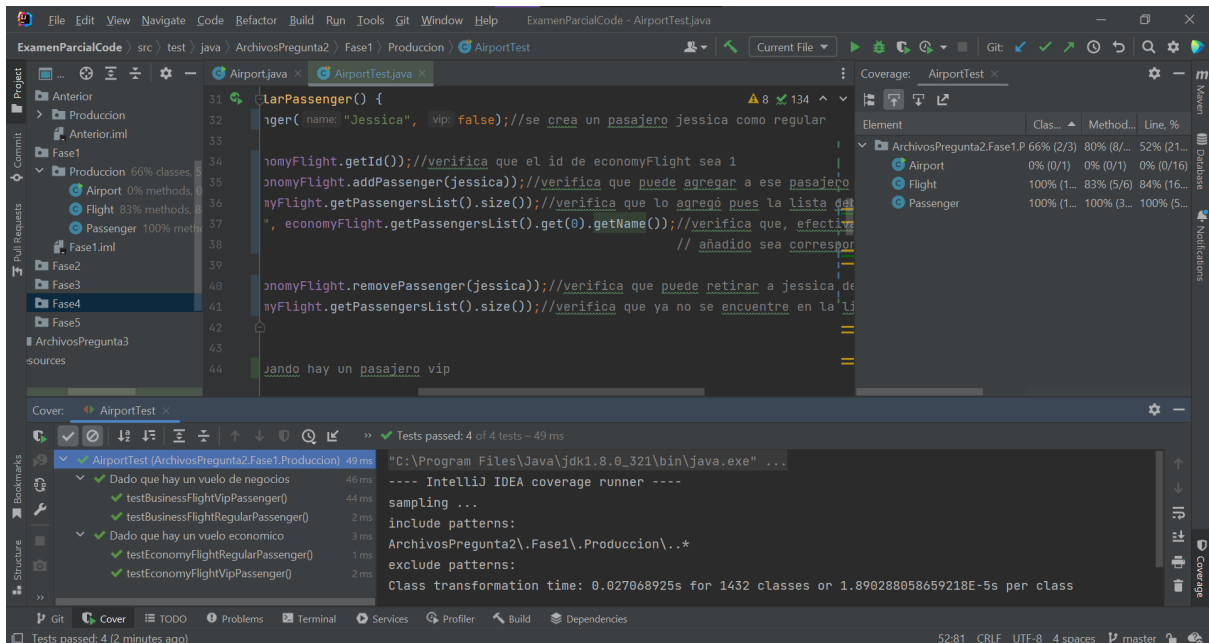 File Edit View Navigate Code Refactor Build Run Tools Git Window Help ExamenParcialCode - AirportTest.java
ExamenParcialCode src test java ArchivosPregunta2 Fase1 Produccion AirportTest Current File Git:
Project
Anterior
Produccion
Anterior.iml
Fase1
Produccion 66% classes, 5
Airport 0% methods, 0
Flight 83% methods, 8
Passenger 100% meth
Fase1.iml
Fase2
Fase3
Fase4
Fase5
ArchivosPregunta3
sources
Commit
Pull Requests
Airport.java AirportTest.java
8 134
31 larPassenger() {
32 nger( name: "Jessica", vip: false);//se crea un pasajero jessica como regular
33
34 nomyFlight.getId());//verifica que el id de economyFlight sea 1
35 onomyFlight.addPassenger(jessica));//verifica que puede agregar a ese pasajero
36 myFlight.getPassengersList().size());//verifica que lo agregó pues la lista de
37 ", economyFlight.getPassengersList().get(0).getName());//verifica que, efectiva
38 // añadido sea correspon
39
40 onomyFlight.removePassenger(jessica));//verifica que puede retirar a jessica de
41 myFlight.getPassengersList().size());//verifica que ya no se encuentre en la li
42
43
44 uando hay un pasajero vip
Coverage: AirportTest
Element Clas... Method... Line, %
ArchivosPregunta2.Fase1.P 66% (2/3) 80% (8/... 52% (21...
Airport 0% (0/1) 0% (0/1) 0% (0/16)
Flight 100% (1... 83% (5/6) 84% (16...
Passenger 100% (1... 100% (3... 100% (5...
Maven
Database
Notifications
Cover: AirportTest
Tests passed: 4 of 4 tests – 49 ms
AirportTest (ArchivosPregunta2.Fase1.Produccion) 49 ms
Dado que hay un vuelo de negocios 46 ms
testBusinessFlightVipPassenger() 44 ms
testBusinessFlightRegularPassenger() 2 ms
Dado que hay un vuelo economico 3 ms
testEconomyFlightRegularPassenger() 1 ms
testEconomyFlightVipPassenger() 2 ms
"C:\Program Files\Java\jdk1.8.0_321\bin\java.exe" ...
---- IntelliJ IDEA coverage runner ----
sampling ...
include patterns:
ArchivosPregunta2\.Fase1\.Produccion\..*
exclude patterns:
Class transformation time: 0.027068925s for 1432 classes or 1.890288058659218E-5s per class
Bookmarks
Structure
Coverage
Git Cover TODO Problems Terminal Services Profiler Build Dependencies
Tests passed: 4 (2 minutes ago) 52:81 CRLF UTF-8 4 spaces master